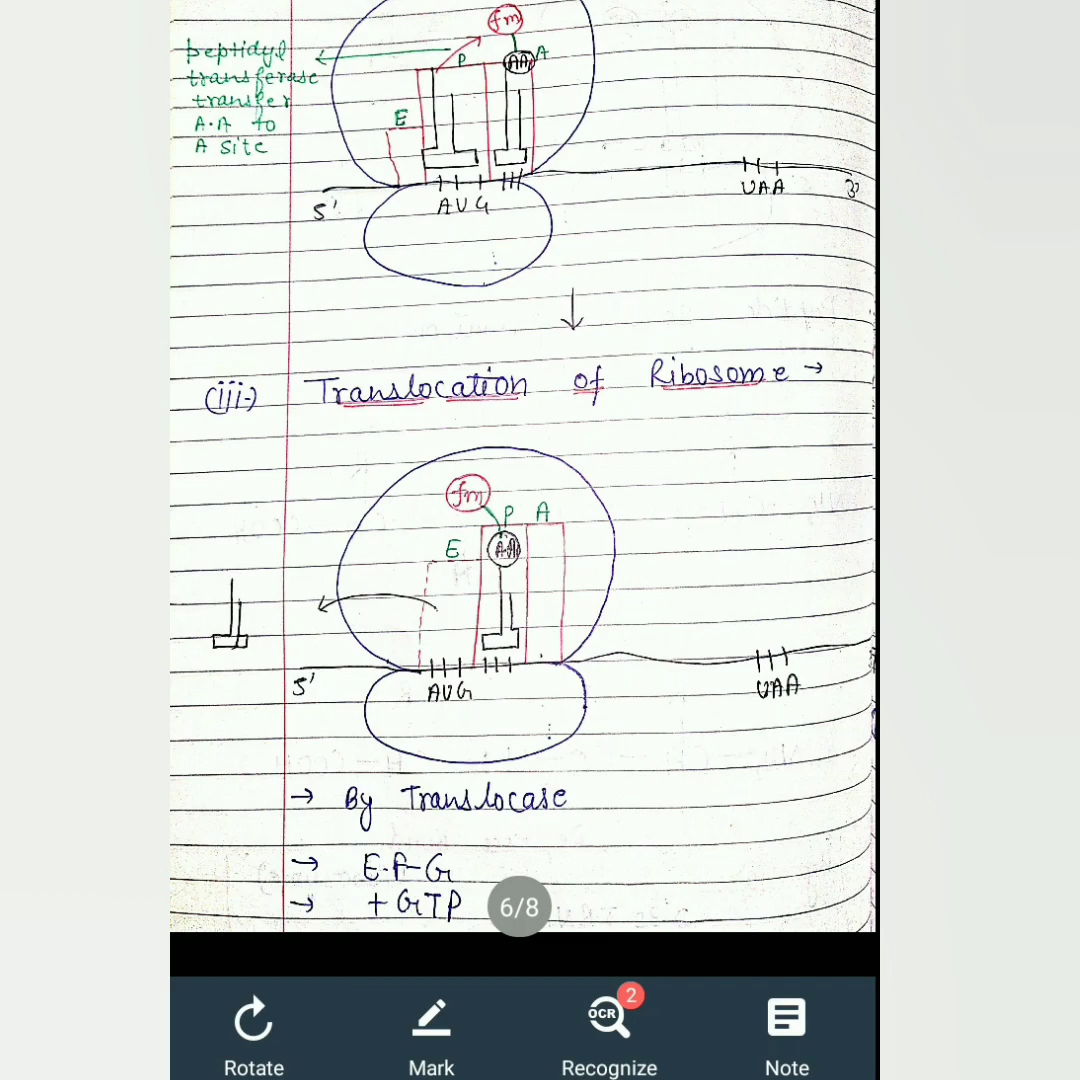 fm
peptidyl
P
AA
A
transferase
transfer
E
A.A to
A site
UAA
3'
5'
AUG
(iii-) Translocation of Ribosome →
fm
P A
E
A.A
5'
AUG
UAA
→ By Translocase
→ E.F-G
→ + GTP
6/8
2
OCR
Rotate
Mark
Recognize
Note